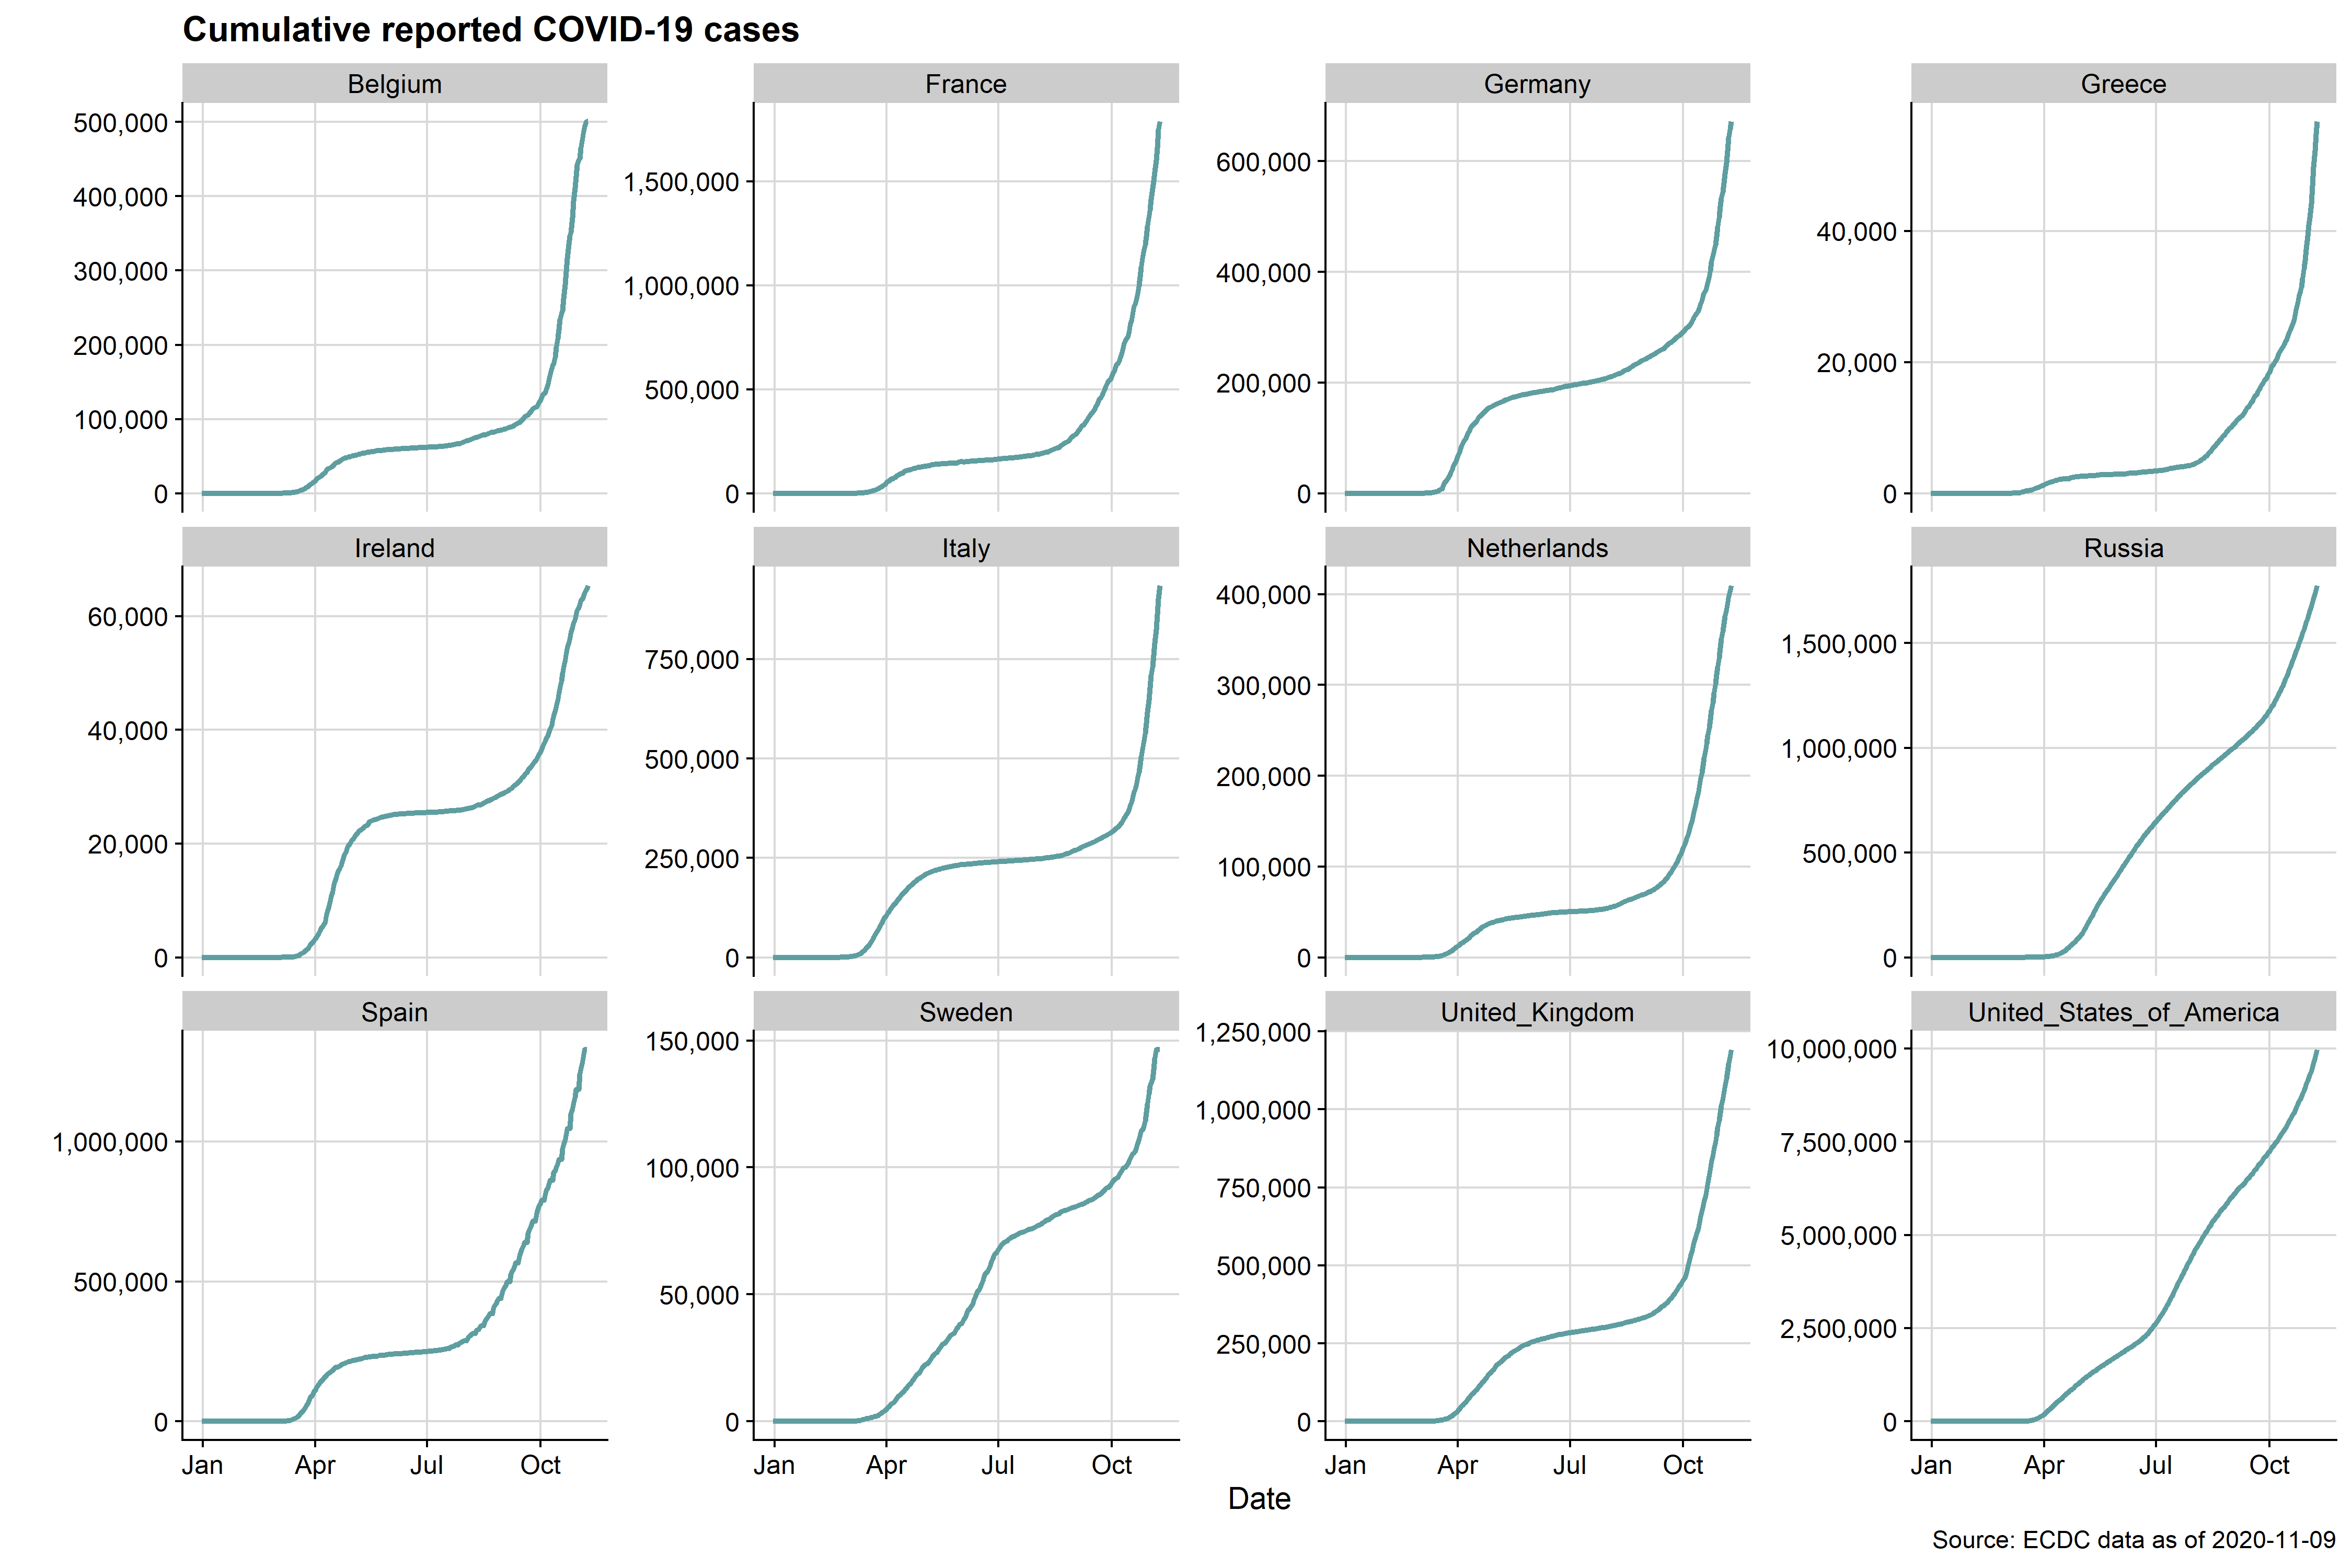 Cumulative reported COVID-19 cases
Belgium
France
Germany
Greece
500,000
400,000
300,000
200,000
100,000
0
1,500,000
1,000,000
500,000
0
600,000
400,000
200,000
0
40,000
20,000
0
Ireland
Italy
Netherlands
Russia
60,000
40,000
20,000
0
750,000
500,000
250,000
0
400,000
300,000
200,000
100,000
0
1,500,000
1,000,000
500,000
0
Spain
Sweden
United_Kingdom
United_States_of_America
1,000,000
500,000
0
150,000
100,000
50,000
0
1,250,000
1,000,000
750,000
500,000
250,000
0
10,000,000
7,500,000
5,000,000
2,500,000
0
Jan Apr Jul Oct
Jan Apr Jul Oct
Jan Apr Jul Oct
Jan Apr Jul Oct
Date
Source: ECDC data as of 2020-11-09